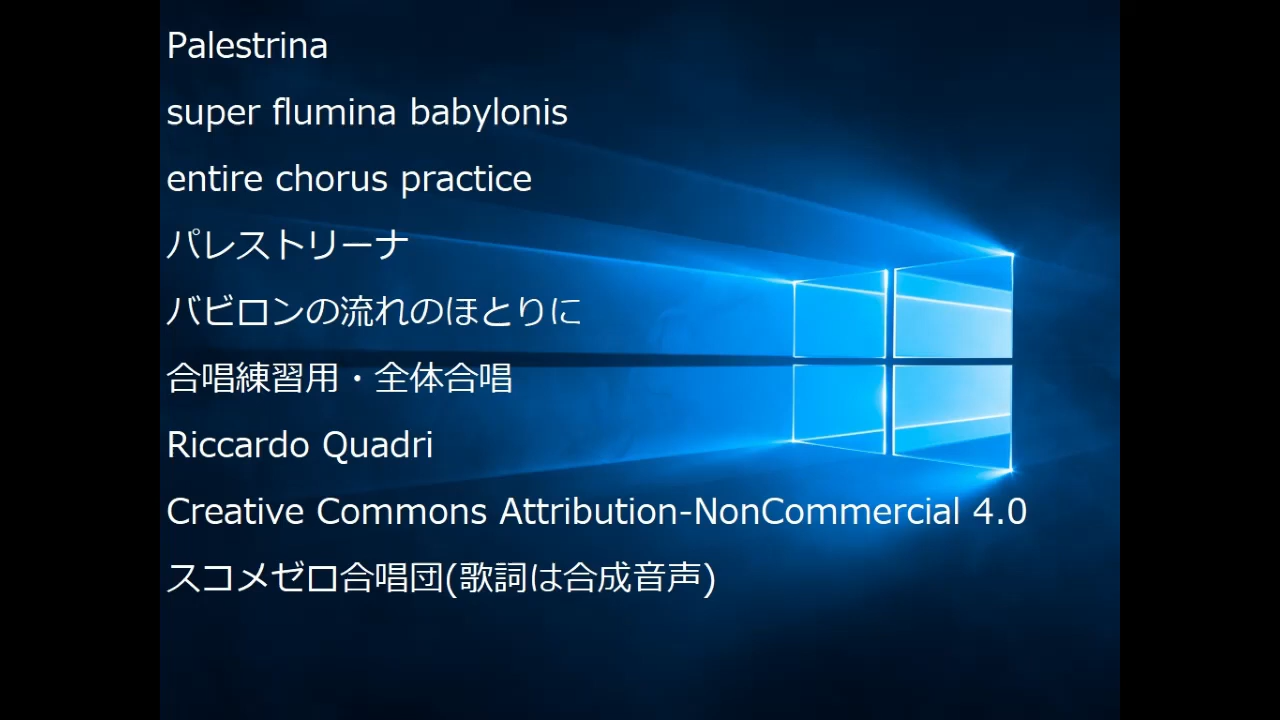 Palestrina
super flumina babylonis
entire chorus practice
パレストリーナ
バビロンの流れのほとりに
合唱練習用・全体合唱
Riccardo Quadri
Creative Commons Attribution-NonCommercial 4.0
スコメゼロ合唱団(歌詞は合成音声)